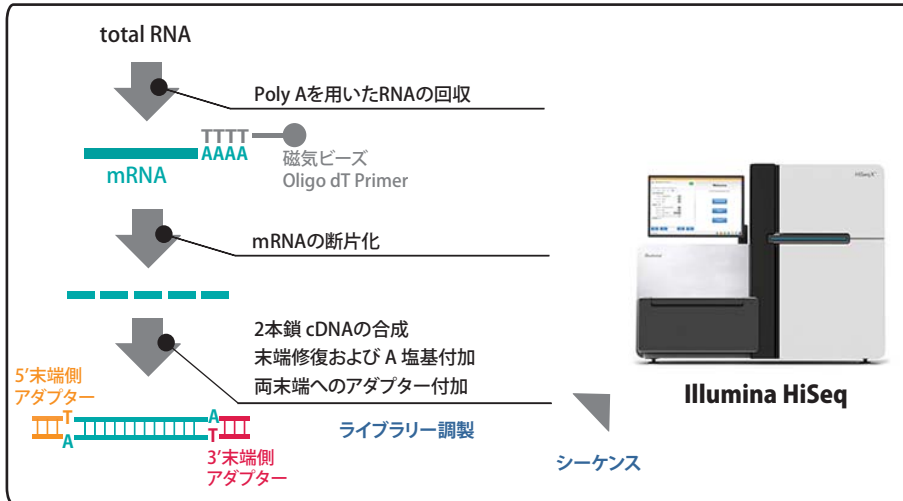 total RNA
Poly Aを用いたRNAの回収
TTTT
AAAA
磁気ビーズ
Oligo dT Primer
mRNA
mRNAの断片化
2本鎖 cDNAの合成
末端修復および A 塩基付加
両末端へのアダプター付加
5’末端側
アダプター
T
A
A
T
3’末端側
アダプター
ライブラリー調製
シーケンス
HiSeqX
Illumina HiSeq